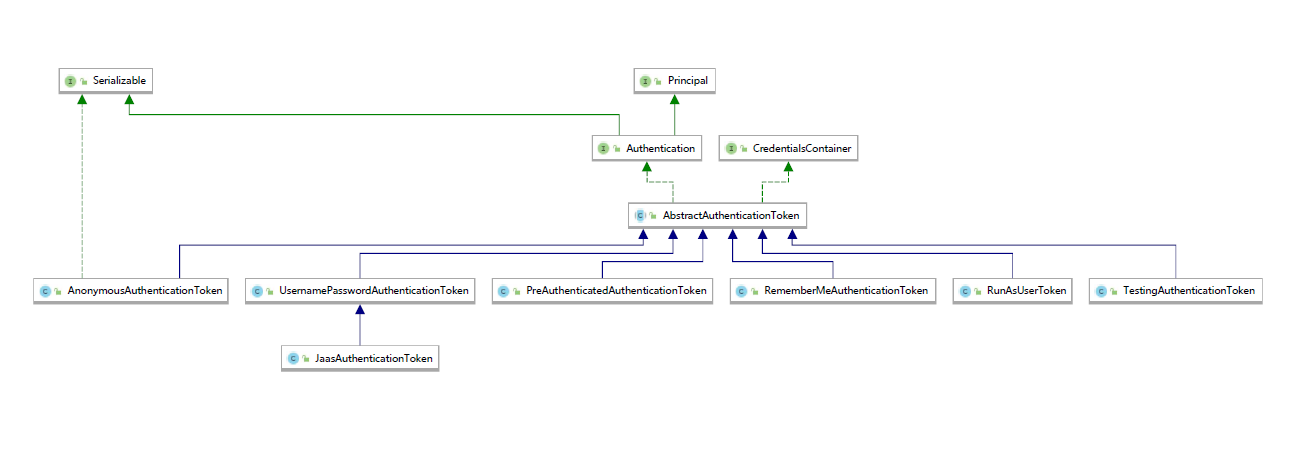 Serializable
Principal
Authentication
CredentialsContainer
AbstractAuthenticationToken
AnonymousAuthenticationToken
UsernamePasswordAuthenticationToken
PreAuthenticatedAuthenticationToken
RememberMeAuthenticationToken
RunAsUserToken
TestingAuthenticationToken
JaasAuthenticationToken